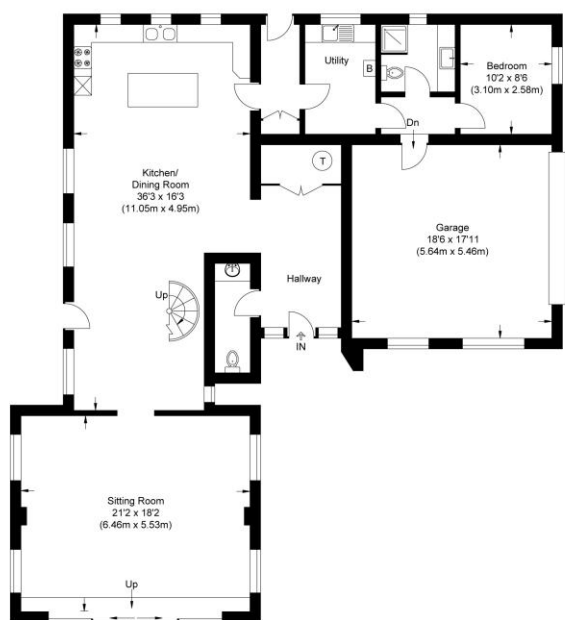 Utility
B
Bedroom
10'2 x 8'6
(3.10m x 2.58m)
Dn
T
Kitchen/
Dining Room
36'3 x 16'3
(11.05m x 4.95m)
Garage
18'6 x 17'11
(5.64m x 5.46m)
Hallway
Up
IN
Sitting Room
21'2 x 18'2
(6.46m x 5.53m)
Up